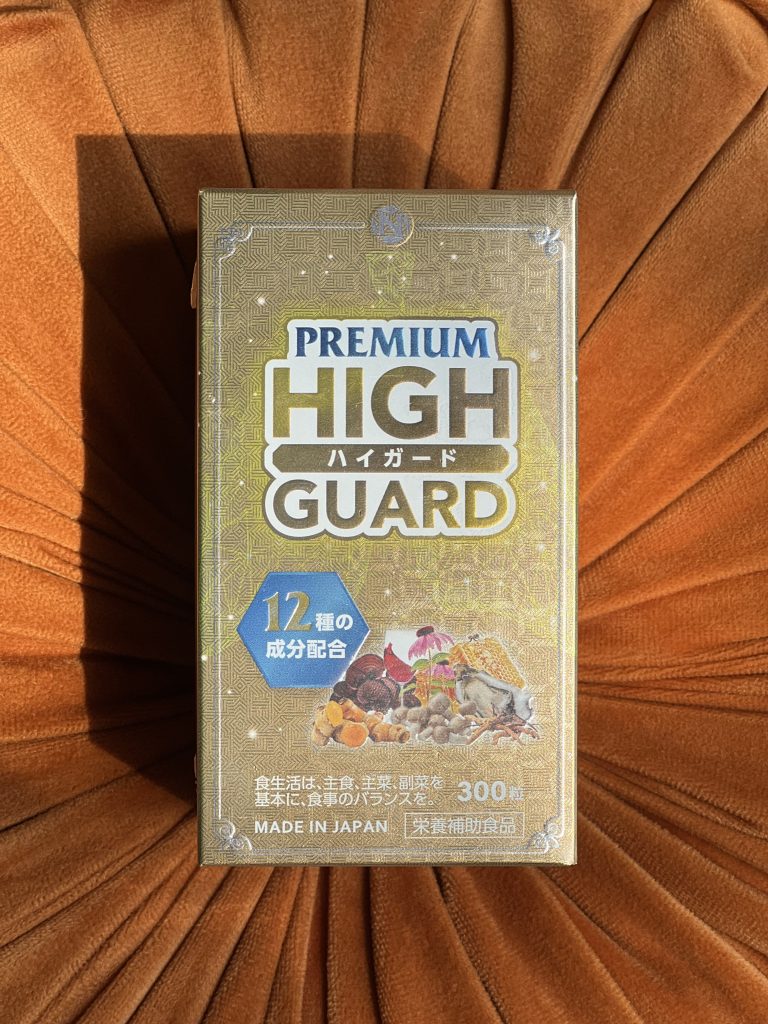 PREMIUM
HIGH
ハイガード
GUARD
12種の
成分配合
食生活は、主食、主菜、副菜を
基本に、食事のバランスを。
300粒
MADE IN JAPAN
栄養補助食品